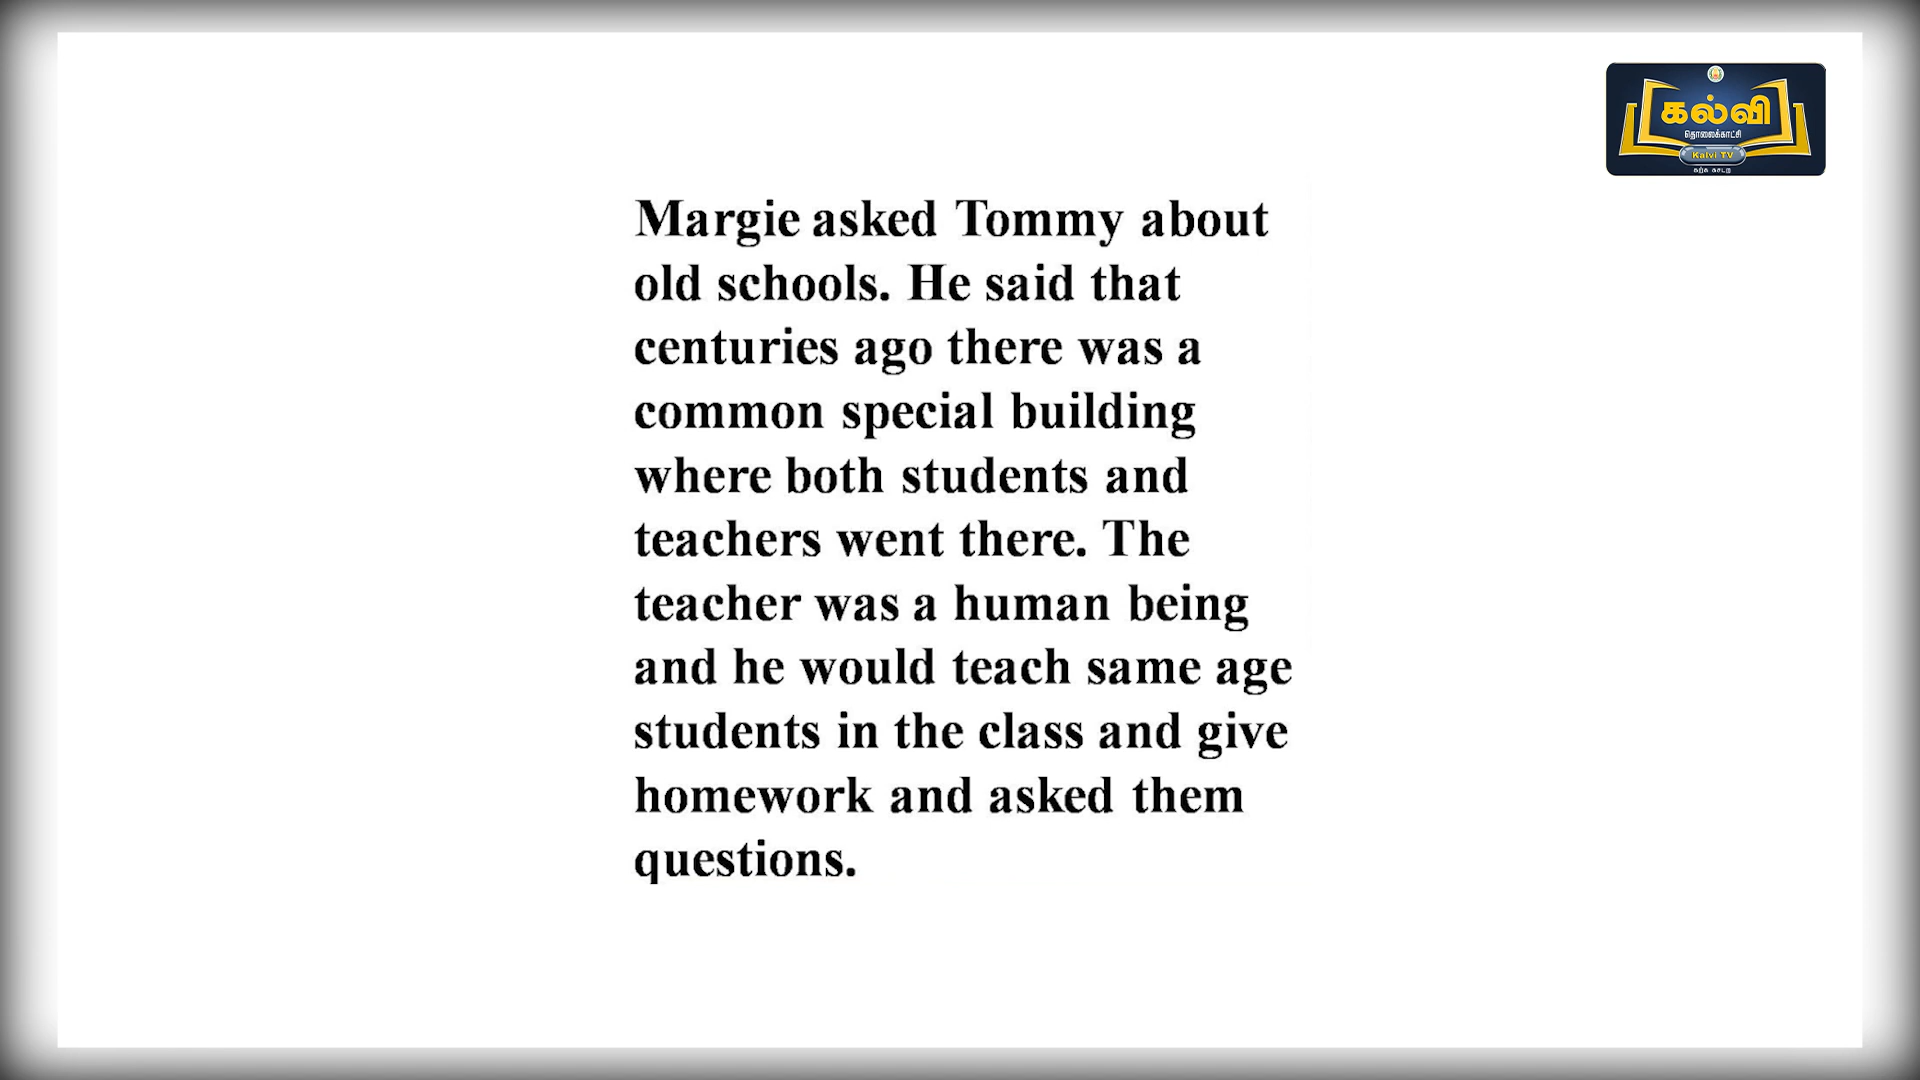 கல்வி
தொலைக்காட்சி
Kalvi TV
கற்க கசடற
Margie asked Tommy about
old schools. He said that
centuries ago there was a
common special building
where both students and
teachers went there. The
teacher was a human being
and he would teach same age
students in the class and give
homework and asked them
questions.